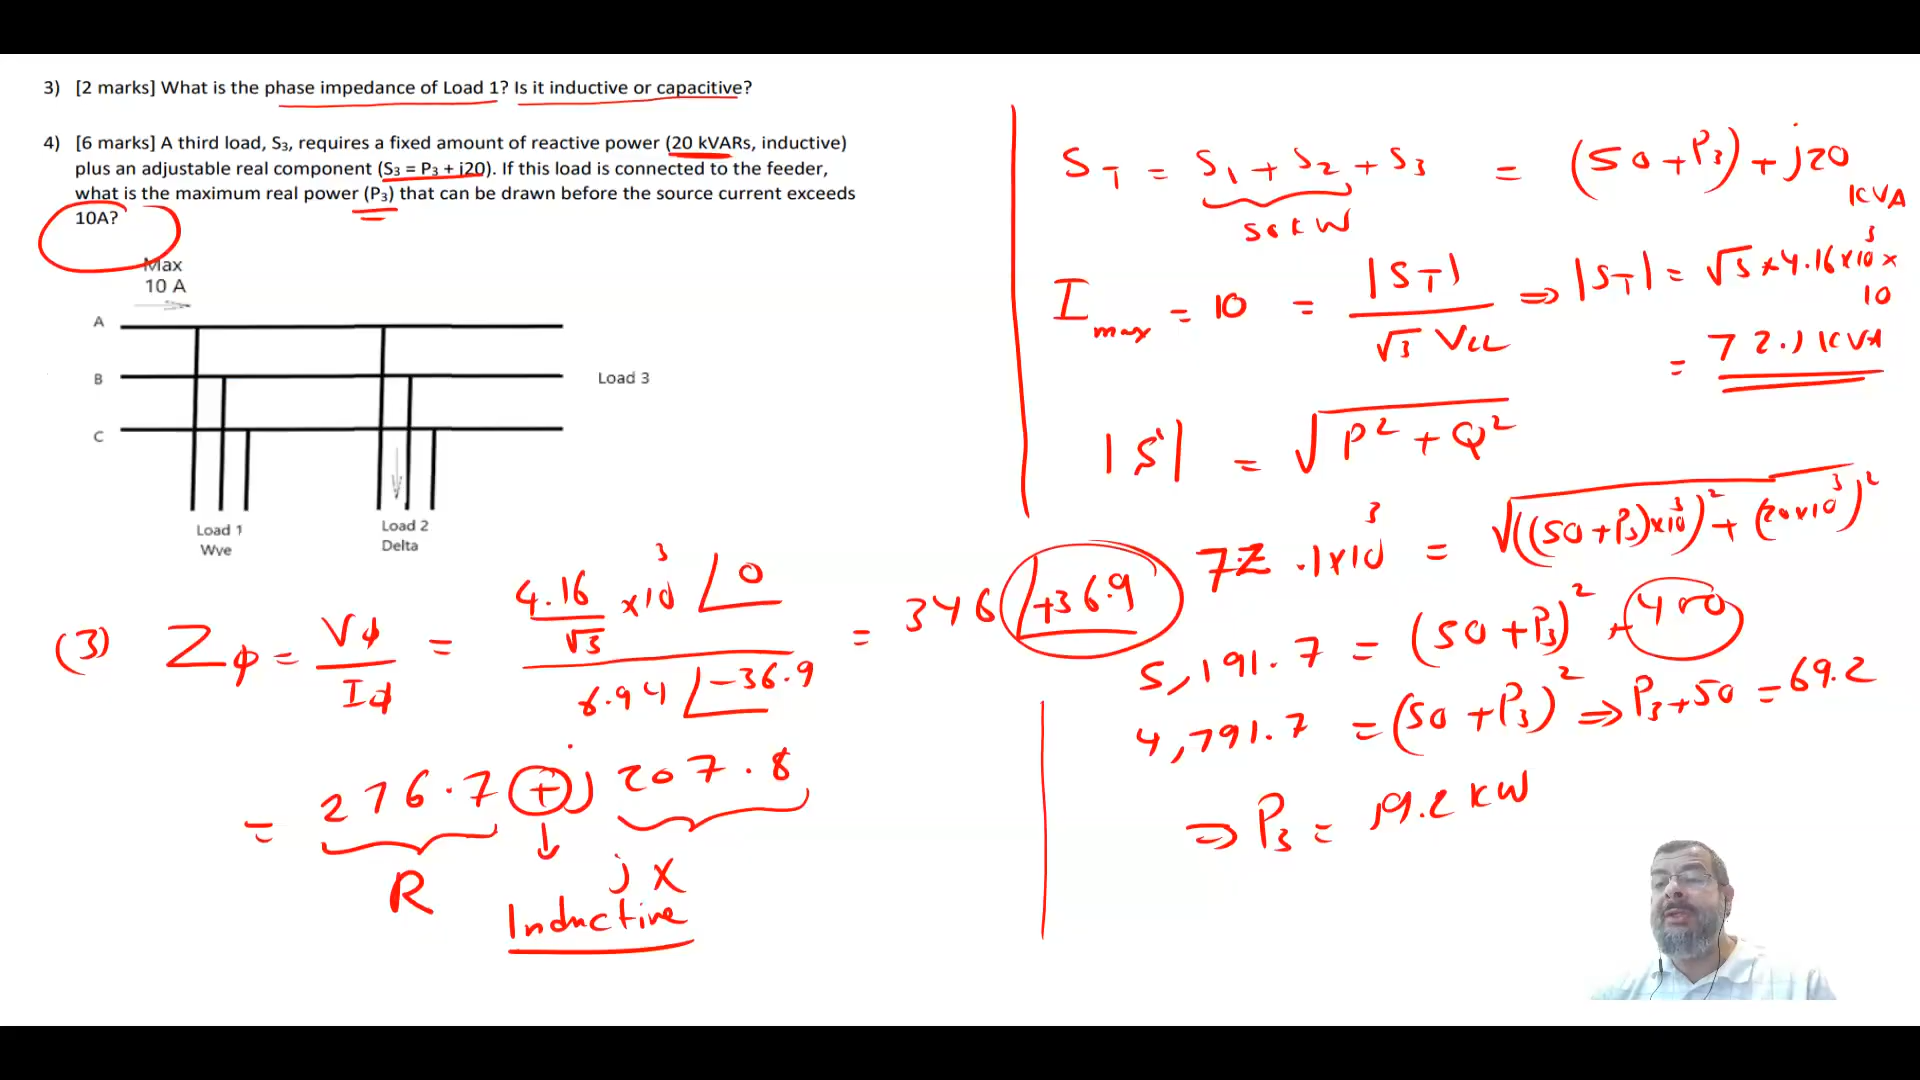 3) [2 marks] What is the phase impedance of Load 1? Is it inductive or capacitive?
4) [6 marks] A third load, S₃, requires a fixed amount of reactive power (20 kVARs, inductive)
plus an adjustable real component (S₃ = P₃ + j20). If this load is connected to the feeder,
what is the maximum real power (P₃) that can be drawn before the source current exceeds
10A?
Max
10 A
A
B
C
Load 3
Load 1
Wye
Load 2
Delta
(3) Zϕ = Vϕ / Iϕ = (4.16/√3 × 10³ ∠0) / (6.94 ∠-36.9) = 346 ∠+36.9
= 276.7 + j 207.8
R
jX
Inductive
S_T = S₁ + S₂ + S₃ = (50 + P₃) + j20
KVA
50 KW
I_max = 10 = |S_T| / √3 V_LL ⇒ |S_T| = √3 × 4.16 × 10³ ×
10
= 72.1 KVA
|S| = √P² + Q²
72.1 × 10³ = √((50 + P₃) × 10³)² + (20 × 10³)²
5,191.7 = (50 + P₃)² + 400
4,791.7 = (50 + P₃)² ⇒ P₃ + 50 = 69.2
⇒ P₃ = 19.2 KW